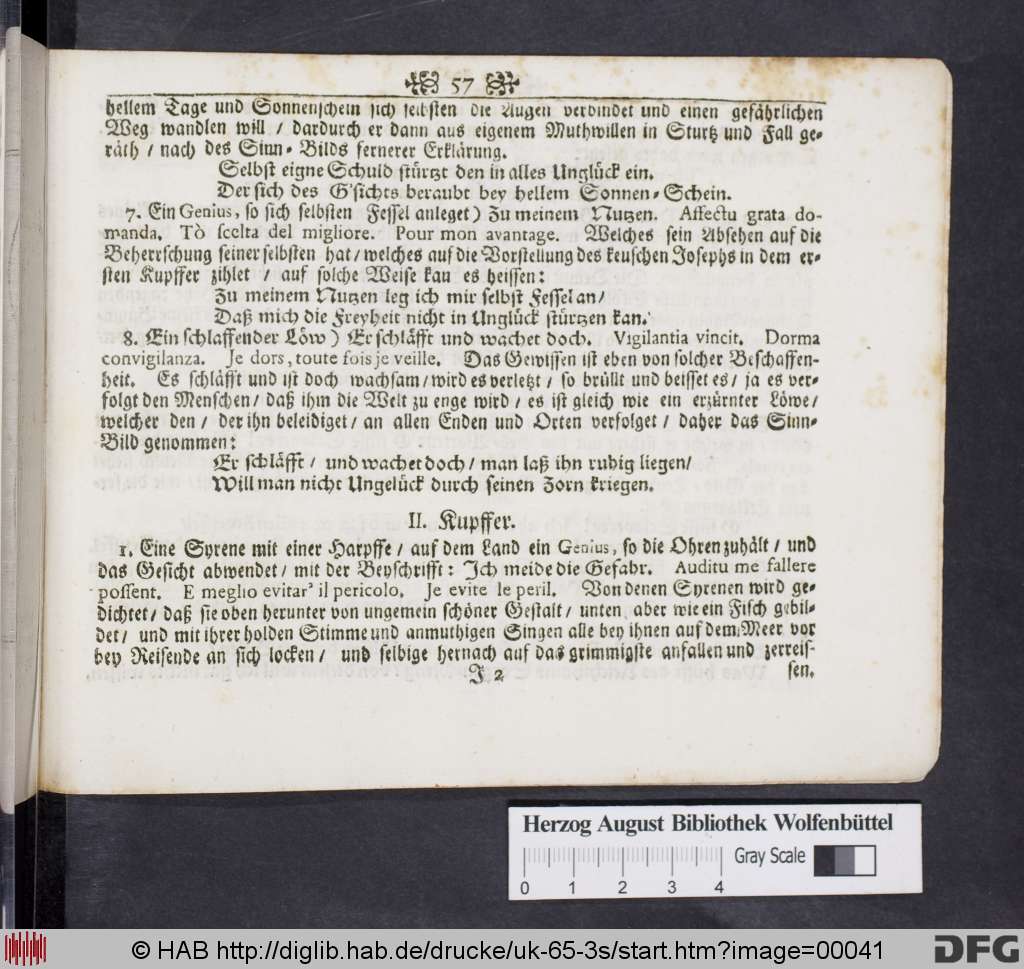 57
hellem Tage und Sonnenschein sich selbsten die Augen verbindet und einen gefährlichen
Weg wandlen will / dardurch er dann aus eigenem Muthwillen in Sturtz und Fall ge-
räth / nach des Sinn-Bilds fernerer Erklärung.
Selbst eigne Schuld stürtzt den in alles Unglück ein.
Der sich des G'sichts beraubt bey hellem Sonnen-Schein.
7. Ein Genius, so sich selbsten Fessel anleget) Zu meinem Nutzen. Affectu grata do-
manda. Tò scelta del migliore. Pour mon avantage. Welches sein Absehen auf die
Beherrschung seiner selbsten hat / welches auf die Vorstellung des keuschen Josephs in dem er-
sten Kupffer zihlet / auf solche Weise kan es heissen:
Zu meinem Nutzen leg ich mir selbst Fessel an /
Daß mich die Freyheit nicht in Unglück stürtzen kan.
8. Ein schlaffender Löw) Er schläfft und wachet doch. Vigilantia vincit. Dorma
convigilanza. Je dors, toute fois je veille. Das Gewissen ist eben von solcher Beschaffen-
heit. Es schläfft und ist doch wachsam / wird es verletzt / so brüllt und beisset es / ja es ver-
folgt den Menschen / daß ihm die Welt zu enge wird / es ist gleich wie ein erzürnter Löwe /
welcher den / der ihn beleidiget / an allen Enden und Orten verfolget / daher das Sinn-
Bild genommen:
Er schläfft / und wachet doch / man laß ihn ruhig liegen /
Will man nicht Ungelück durch seinen Zorn kriegen.
II. Kupffer.
1. Eine Syrene mit einer Harpffe / auf dem Land ein Genius, so die Ohren zuhält / und
das Gesicht abwendet / mit der Beyschrifft: Ich meide die Gefahr. Auditu me fallere
possent. E meglio evitar' il pericolo. Je evite le peril. Von denen Syrenen wird ge-
dichtet / daß sie oben herunter von ungemein schöner Gestalt / unten aber wie ein Fisch gebil-
det / und mit ihrer holden Stimme und anmuthigen Singen alle bey ihnen auf dem Meer vor
bey Reisende an sich locken / und selbige hernach auf das grimmigste anfallen und zerreis-
J 2 sen.
Herzog August Bibliothek Wolfenbüttel
Gray Scale
0 1 2 3 4
© HAB http://diglib.hab.de/drucke/uk-65-3s/start.htm?image=00041
DFG